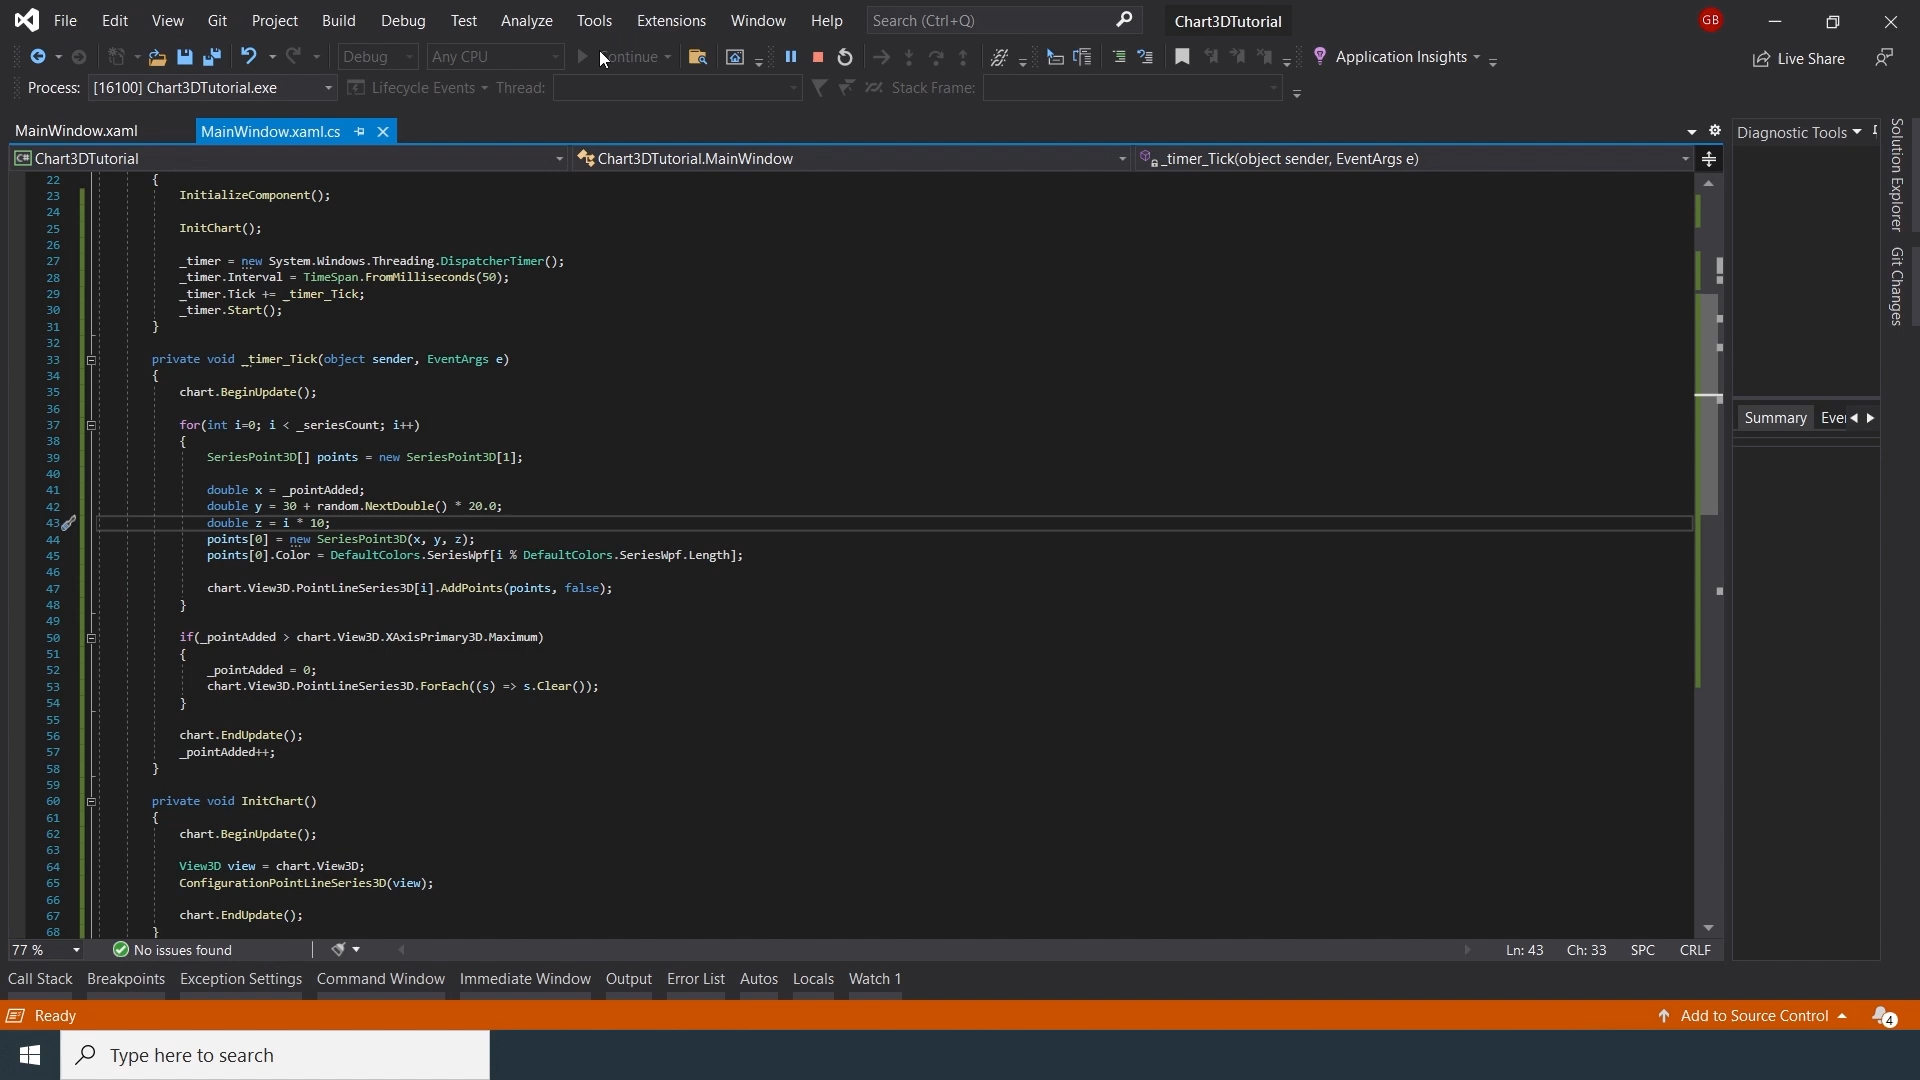 File Edit View Git Project Build Debug Test Analyze Tools Extensions Window Help Search (Ctrl+Q) Chart3DTutorial GB
Debug Any CPU Continue Application Insights Live Share
Process: [16100] Chart3DTutorial.exe Lifecycle Events Thread: Stack Frame:
MainWindow.xaml MainWindow.xaml.cs Diagnostic Tools
Chart3DTutorial Chart3DTutorial.MainWindow _timer_Tick(object sender, EventArgs e)
Solution Explorer
Git Changes
Summary Eve
22 {
23 InitializeComponent();
24
25 InitChart();
26
27 _timer = new System.Windows.Threading.DispatcherTimer();
28 _timer.Interval = TimeSpan.FromMilliseconds(50);
29 _timer.Tick += _timer_Tick;
30 _timer.Start();
31 }
32
33 private void _timer_Tick(object sender, EventArgs e)
34 {
35 chart.BeginUpdate();
36
37 for(int i=0; i < _seriesCount; i++)
38 {
39 SeriesPoint3D[] points = new SeriesPoint3D[1];
40
41 double x = _pointAdded;
42 double y = 30 + random.NextDouble() * 20.0;
43 double z = i * 10;
44 points[0] = new SeriesPoint3D(x, y, z);
45 points[0].Color = DefaultColors.SeriesWpf[i % DefaultColors.SeriesWpf.Length];
46
47 chart.View3D.PointLineSeries3D[i].AddPoints(points, false);
48 }
49
50 if(_pointAdded > chart.View3D.XAxisPrimary3D.Maximum)
51 {
52 _pointAdded = 0;
53 chart.View3D.PointLineSeries3D.ForEach((s) => s.Clear());
54 }
55
56 chart.EndUpdate();
57 _pointAdded++;
58 }
59
60 private void InitChart()
61 {
62 chart.BeginUpdate();
63
64 View3D view = chart.View3D;
65 ConfigurationPointLineSeries3D(view);
66
67 chart.EndUpdate();
68 }
77 % No issues found Ln: 43 Ch: 33 SPC CRLF
Call Stack Breakpoints Exception Settings Command Window Immediate Window Output Error List Autos Locals Watch 1
Ready Add to Source Control 4
Type here to search